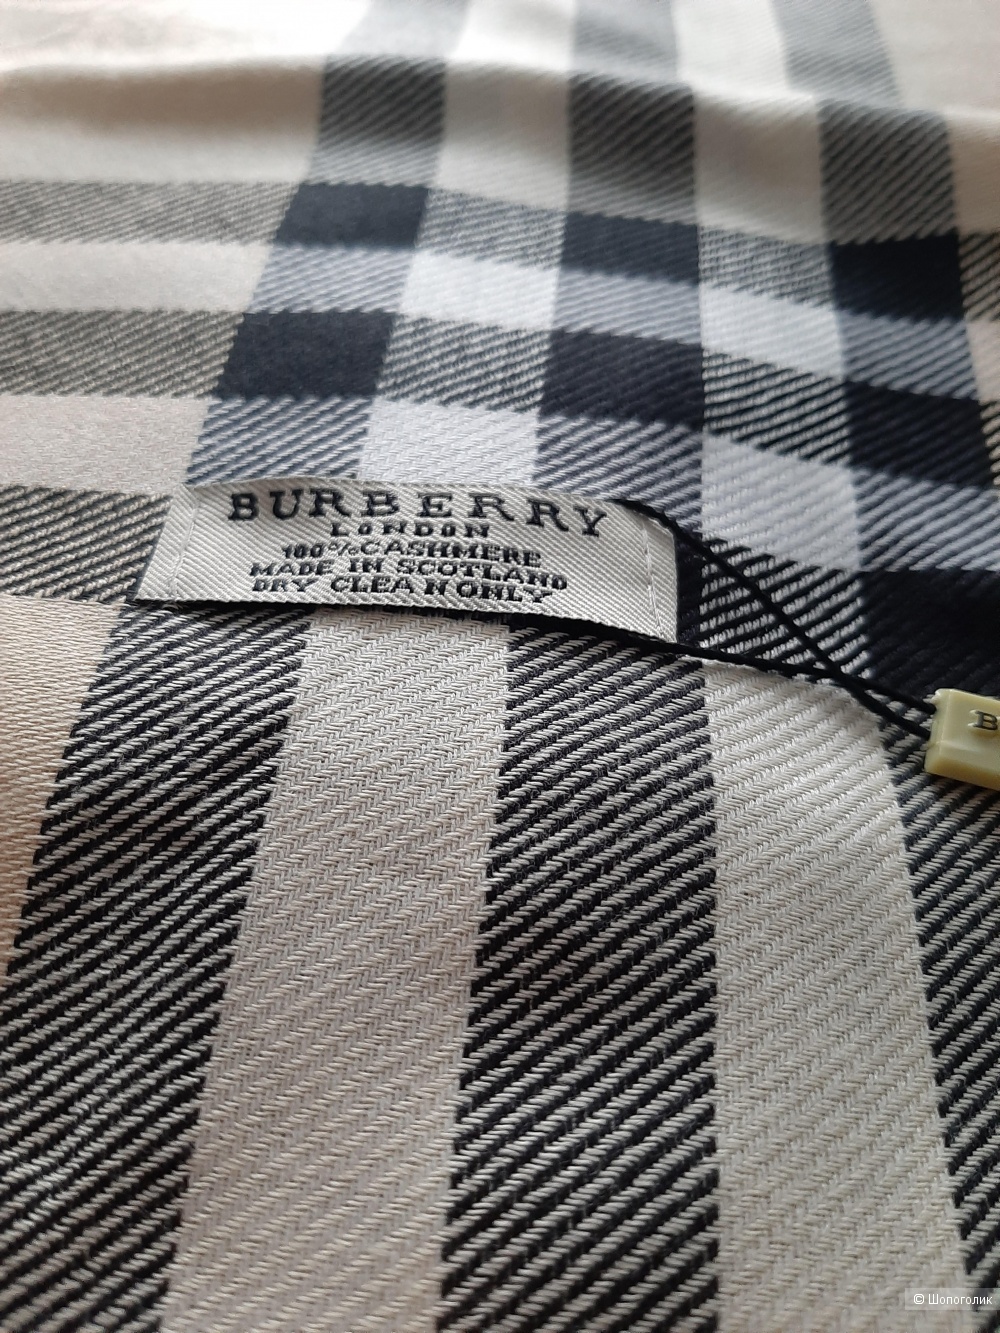 BURBERRY
LONDON
100%CASHMERE
MADE IN SCOTLAND
DRY CLEAN ONLY
B
© Шопоголик